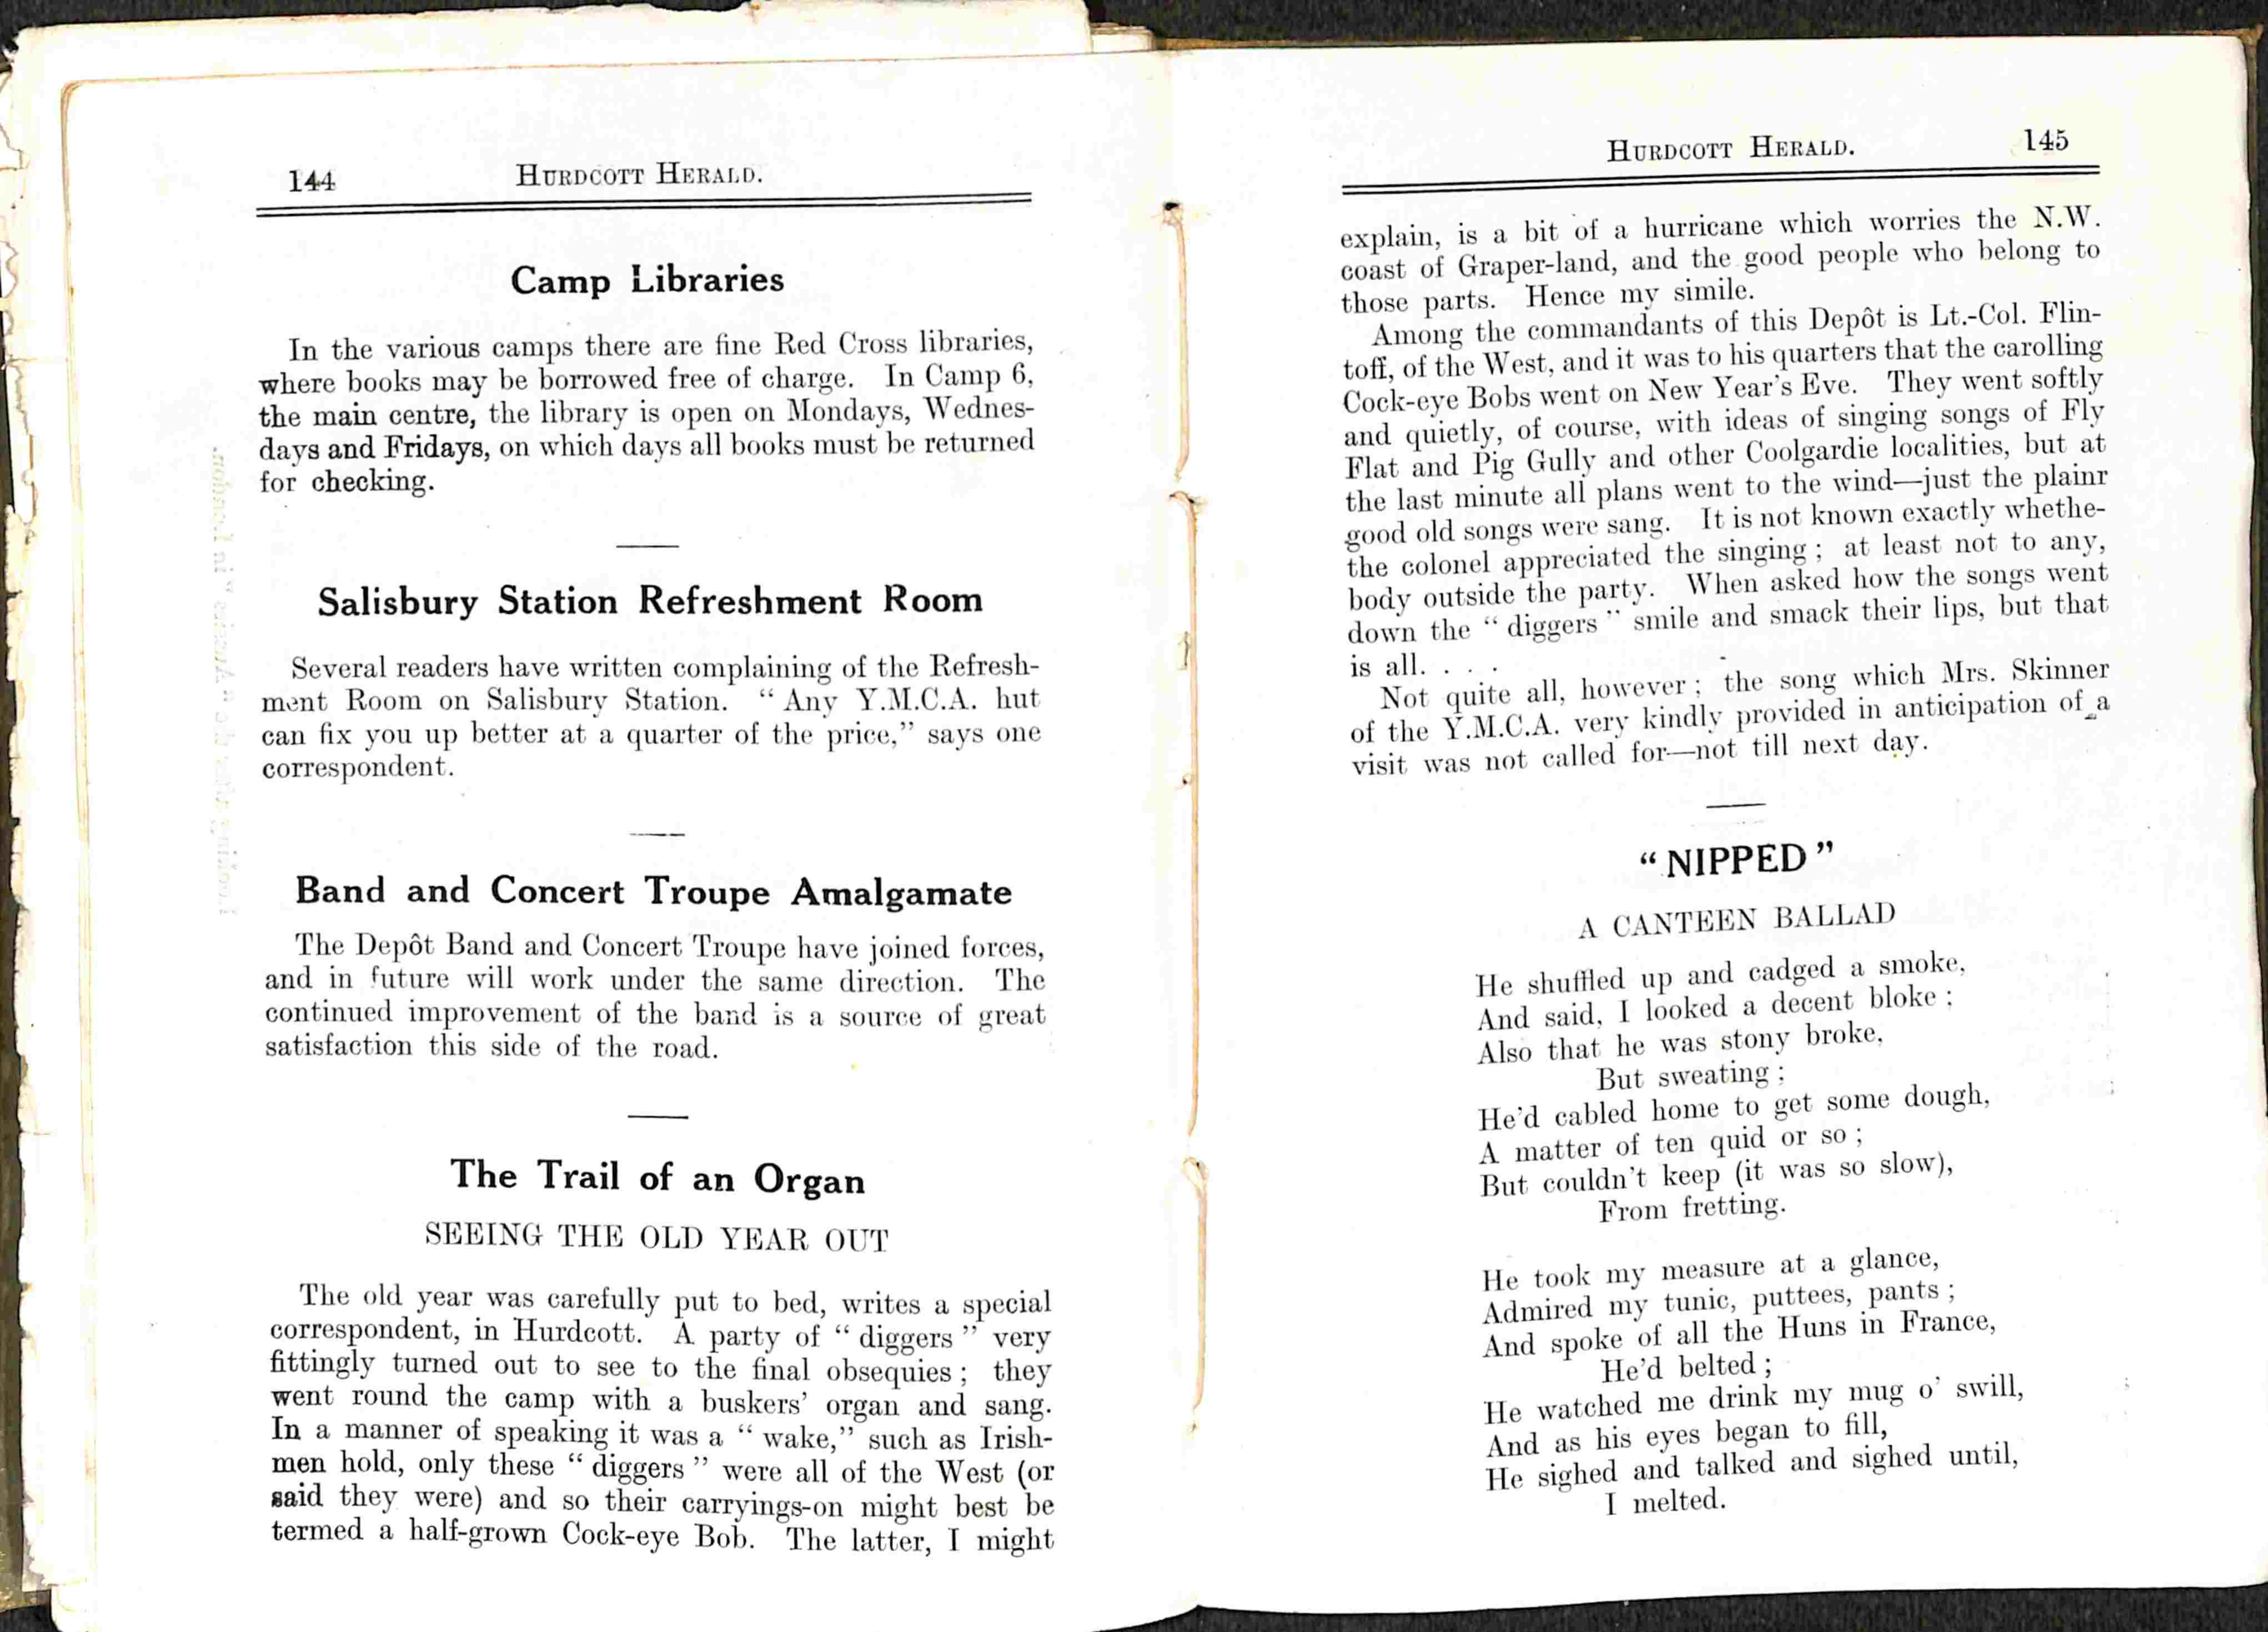 144
HURDCOTT HERALD.
Camp Libraries
In the various camps there are fine Red Cross libraries,
where books may be borrowed free of charge. In Camp 6,
the main centre, the library is open on Mondays, Wednes-
days and Fridays, on which days all books must be returned
for checking.
Salisbury Station Refreshment Room
Several readers have written complaining of the Refresh-
ment Room on Salisbury Station. “ Any Y.M.C.A. hut
can fix you up better at a quarter of the price,” says one
correspondent.
Band and Concert Troupe Amalgamate
The Depôt Band and Concert Troupe have joined forces,
and in future will work under the same direction. The
continued improvement of the band is a source of great
satisfaction this side of the road.
The Trail of an Organ
SEEING THE OLD YEAR OUT
The old year was carefully put to bed, writes a special
correspondent, in Hurdcott. A party of “ diggers ” very
fittingly turned out to see to the final obsequies ; they
went round the camp with a buskers’ organ and sang.
In a manner of speaking it was a “ wake,” such as Irish-
men hold, only these “ diggers ” were all of the West (or
said they were) and so their carryings-on might best be
termed a half-grown Cock-eye Bob. The latter, I might
HURDCOTT HERALD.
145
explain, is a bit of a hurricane which worries the N.W.
coast of Graper-land, and the good people who belong to
those parts. Hence my simile.
Among the commandants of this Depôt is Lt.-Col. Flin-
toff, of the West, and it was to his quarters that the carolling
Cock-eye Bobs went on New Year’s Eve. They went softly
and quietly, of course, with ideas of singing songs of Fly
Flat and Pig Gully and other Coolgardie localities, but at
the last minute all plans went to the wind—just the plainr
good old songs were sang. It is not known exactly whethe-
the colonel appreciated the singing ; at least not to any,
body outside the party. When asked how the songs went
down the “ diggers ” smile and smack their lips, but that
is all. . . .
Not quite all, however ; the song which Mrs. Skinner
of the Y.M.C.A. very kindly provided in anticipation of a
visit was not called for—not till next day.
“ NIPPED ”
A CANTEEN BALLAD
He shuffled up and cadged a smoke,
And said, I looked a decent bloke ;
Also that he was stony broke,
But sweating ;
He’d cabled home to get some dough,
A matter of ten quid or so ;
But couldn’t keep (it was so slow),
From fretting.
He took my measure at a glance,
Admired my tunic, puttees, pants ;
And spoke of all the Huns in France,
He’d belted ;
He watched me drink my mug o’ swill,
And as his eyes began to fill,
He sighed and talked and sighed until,
I melted.